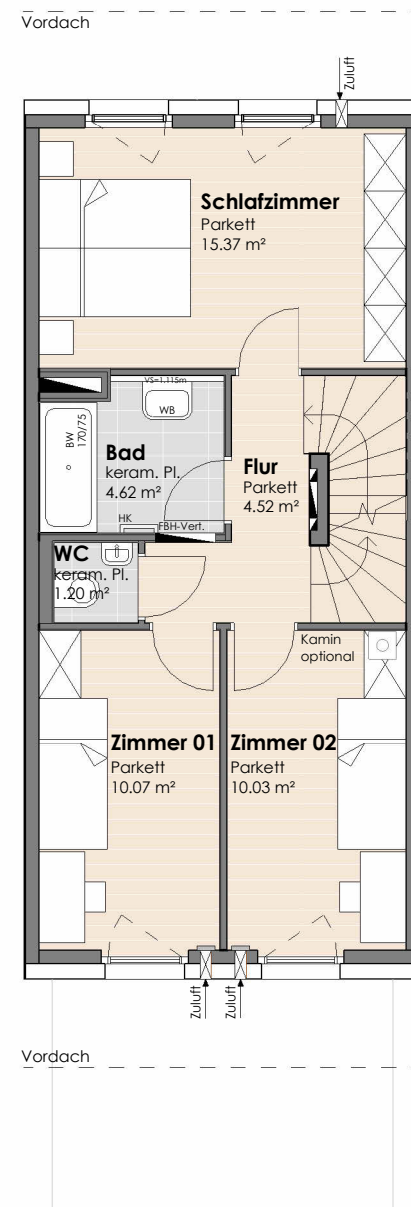 Vordach
Zuluft
Schlafzimmer
Parkett
15.37 m²
VS=1.115m
WB
BW
170/75
Bad
keram. Pl.
4.62 m²
Flur
Parkett
4.52 m²
HK
FBH-Vert.
WC
keram. Pl.
1.20 m²
Kamin
optional
Zimmer 01
Parkett
10.07 m²
Zimmer 02
Parkett
10.03 m²
Zuluft
Zuluft
Vordach